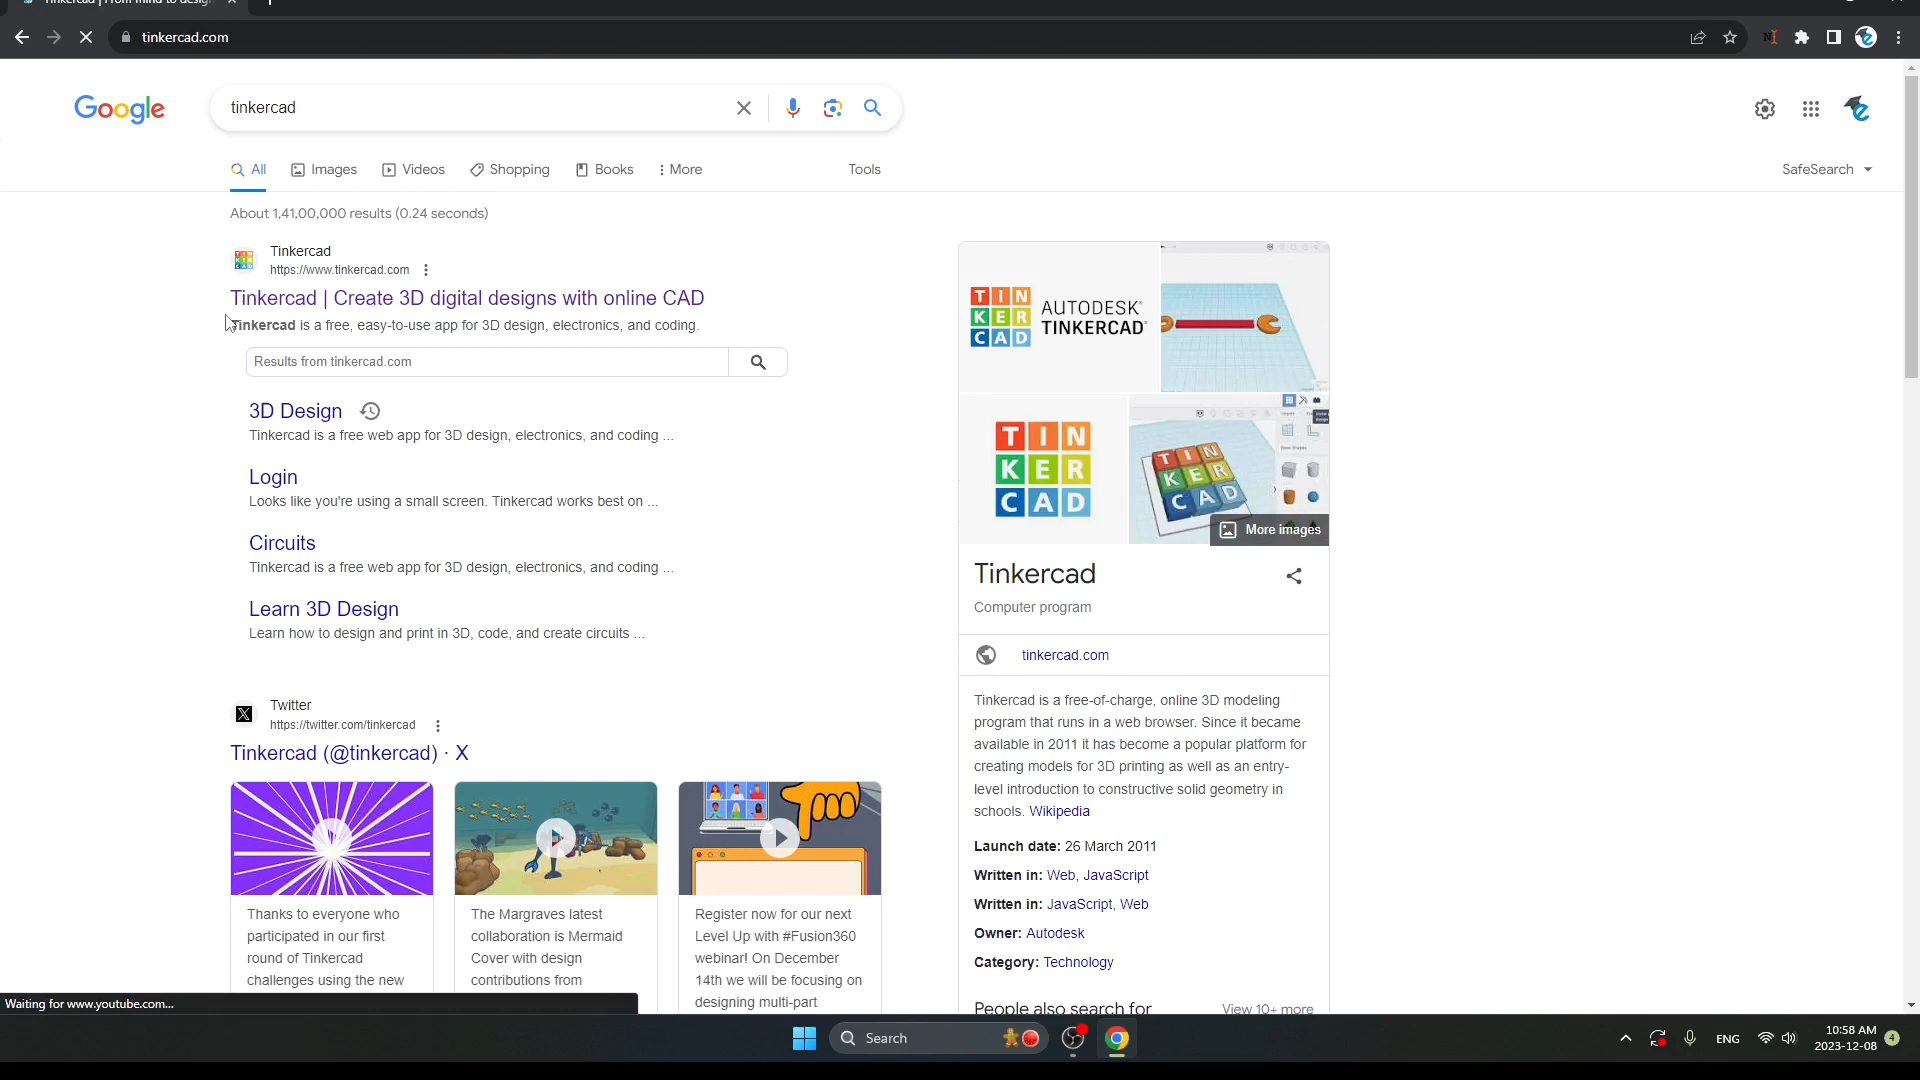 Tinkercad | From mind to design
tinkercad.com
Google
tinkercad
All
Images
Videos
Shopping
Books
More
Tools
SafeSearch
About 1,41,00,000 results (0.24 seconds)
Tinkercad
https://www.tinkercad.com
Tinkercad | Create 3D digital designs with online CAD
Tinkercad is a free, easy-to-use app for 3D design, electronics, and coding.
Results from tinkercad.com
3D Design
Tinkercad is a free web app for 3D design, electronics, and coding ...
Login
Looks like you're using a small screen. Tinkercad works best on ...
Circuits
Tinkercad is a free web app for 3D design, electronics, and coding ...
Learn 3D Design
Learn how to design and print in 3D, code, and create circuits ...
Twitter
https://twitter.com/tinkercad
Tinkercad (@tinkercad) · X
Thanks to everyone who
participated in our first
round of Tinkercad
challenges using the new
The Margraves latest
collaboration is Mermaid
Cover with design
contributions from
Register now for our next
Level Up with #Fusion360
webinar! On December
14th we will be focusing on
designing multi-part
TIN
KER
CAD
AUTODESK®
TINKERCAD
TIN
KER
CAD
TIN
KER
CAD
More images
Tinkercad
Computer program
tinkercad.com
Tinkercad is a free-of-charge, online 3D modeling
program that runs in a web browser. Since it became
available in 2011 it has become a popular platform for
creating models for 3D printing as well as an entry-
level introduction to constructive solid geometry in
schools. Wikipedia
Launch date: 26 March 2011
Written in: Web, JavaScript
Written in: JavaScript, Web
Owner: Autodesk
Category: Technology
People also search for
View 10+ more
Waiting for www.youtube.com...
Search
ENG
10:58 AM
2023-12-08
4